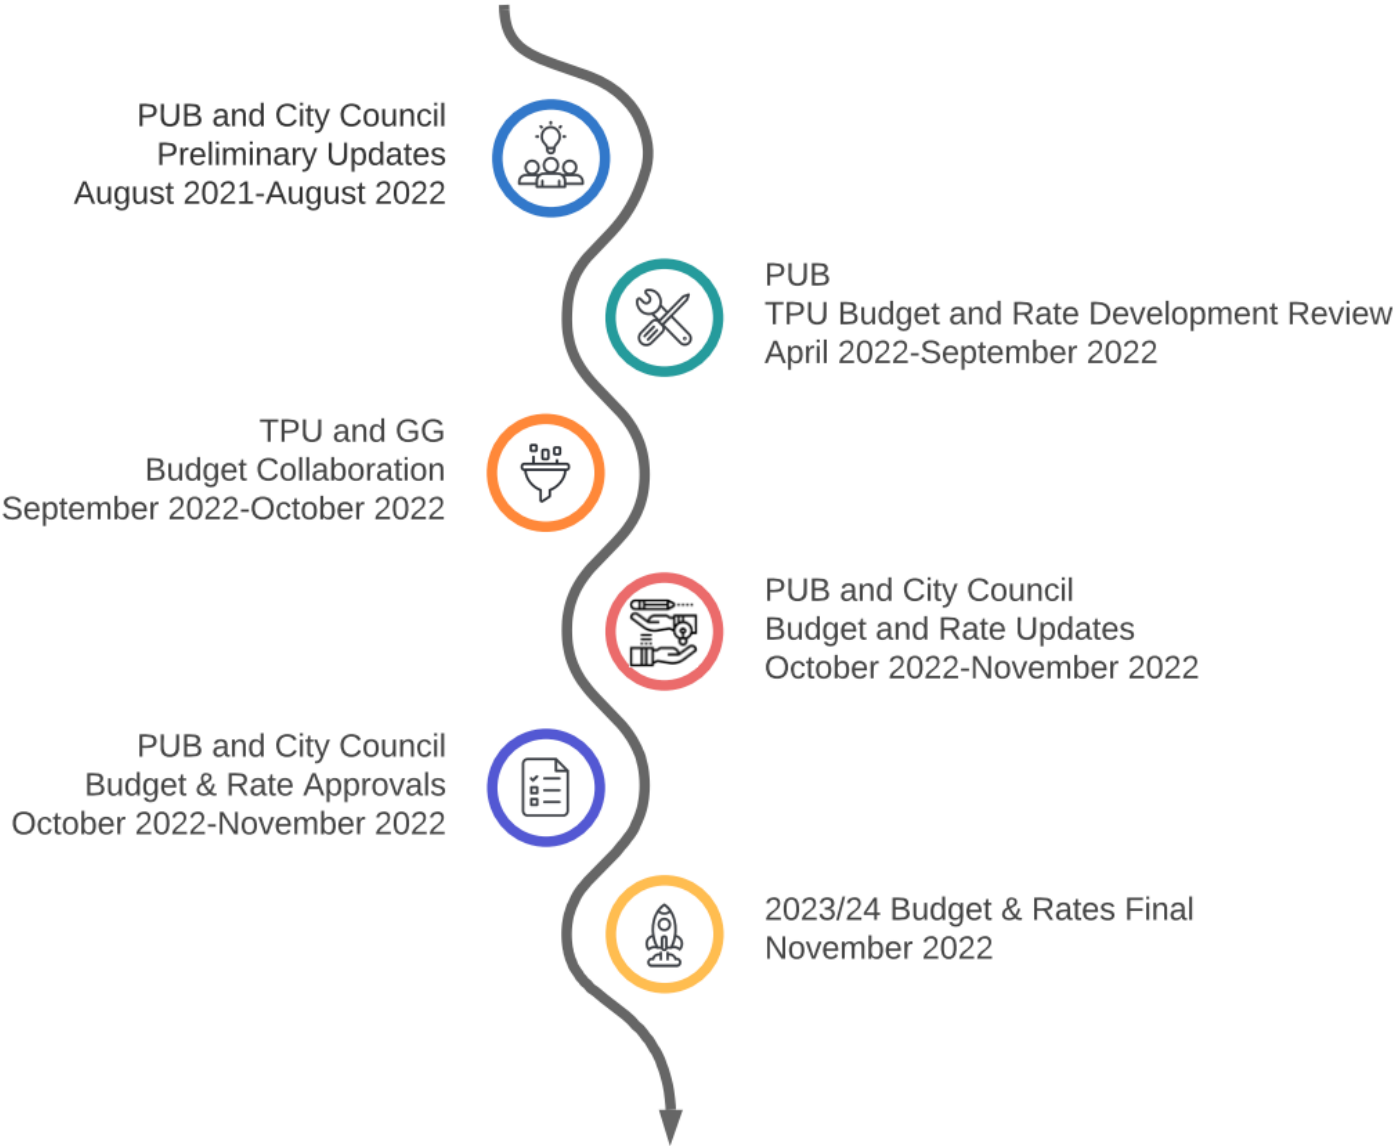 PUB and City Council
Preliminary Updates
August 2021-August 2022
PUB
TPU Budget and Rate Development Review
April 2022-September 2022
TPU and GG
Budget Collaboration
September 2022-October 2022
PUB and City Council
Budget and Rate Updates
October 2022-November 2022
PUB and City Council
Budget & Rate Approvals
October 2022-November 2022
2023/24 Budget & Rates Final
November 2022